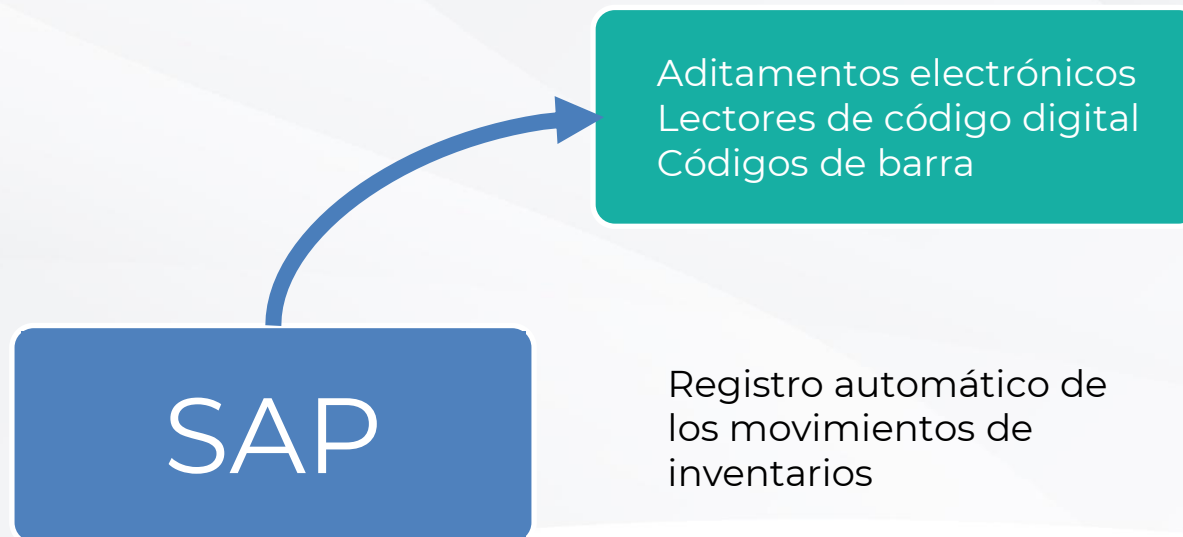 Aditamentos electrónicos
Lectores de código digital
Códigos de barra
SAP
Registro automático de
los movimientos de
inventarios